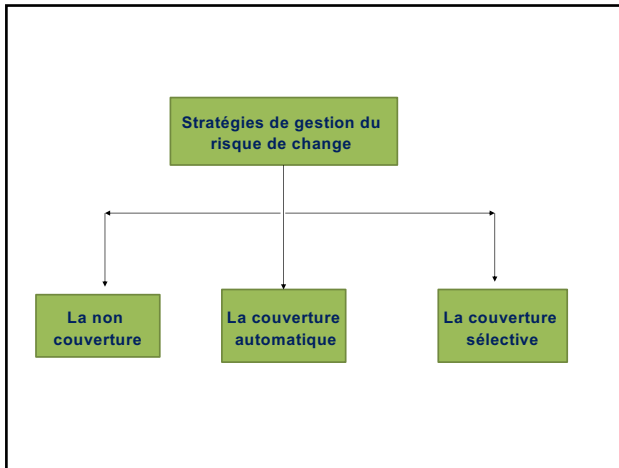 Stratégies de gestion du
risque de change
La non
couverture
La couverture
automatique
La couverture
sélective